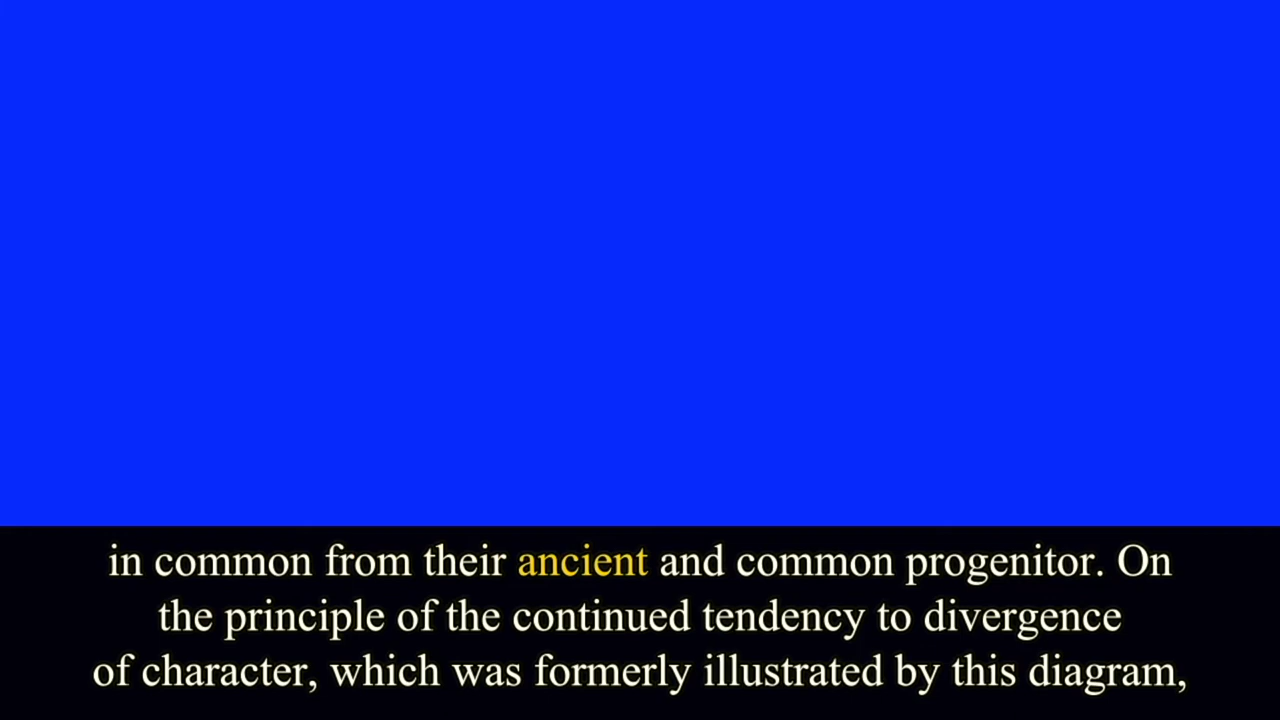 in common from their ancient and common progenitor. On
the principle of the continued tendency to divergence
of character, which was formerly illustrated by this diagram,